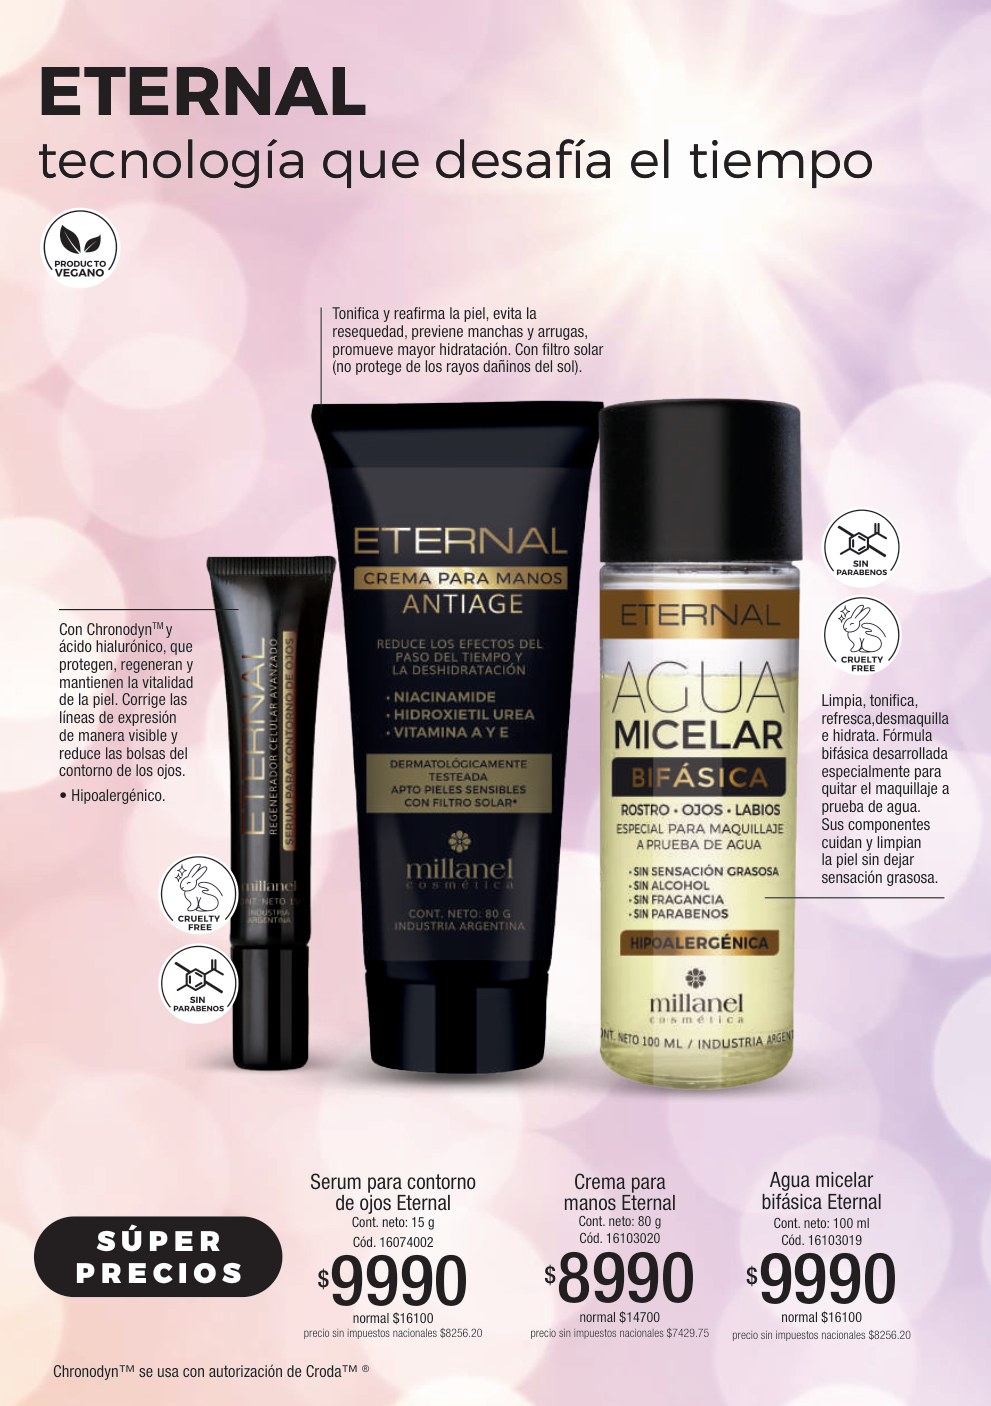 ETERNAL
tecnología que desafía el tiempo
PRODUCTO
VEGANO
Tonifica y reafirma la piel, evita la
resequedad, previene manchas y arrugas,
promueve mayor hidratación. Con filtro solar
(no protege de los rayos dañinos del sol).
Con Chronodyn™ y
ácido hialurónico, que
protegen, regeneran y
mantienen la vitalidad
de la piel. Corrige las
líneas de expresión
de manera visible y
reduce las bolsas del
contorno de los ojos.
• Hipoalergénico.
CRUELTY
FREE
SIN
PARABENOS
ETERNAL
REGENERADOR CELULAR AVANZADO
SERUM PARA CONTORNO DE OJOS
millanel
NT. NETO 1
INDUSTRIA
ARGENTINA
ETERNAL
CREMA PARA MANOS
ANTIAGE
REDUCE LOS EFECTOS DEL
PASO DEL TIEMPO Y
LA DESHIDRATACIÓN
• NIACINAMIDE
• HIDROXIETIL UREA
• VITAMINA A Y E
DERMATOLÓGICAMENTE
TESTEADA
APTO PIELES SENSIBLES
CON FILTRO SOLAR*
millanel
cosmética
CONT. NETO: 80 G
INDUSTRIA ARGENTINA
ETERNAL
AGUA
MICELAR
BIFÁSICA
ROSTRO • OJOS • LABIOS
ESPECIAL PARA MAQUILLAJE
A PRUEBA DE AGUA
• SIN SENSACIÓN GRASOSA
• SIN ALCOHOL
• SIN FRAGANCIA
• SIN PARABENOS
HIPOALERGÉNICA
millanel
cosmética
ONT. NETO 100 ML / INDUSTRIA ARGENT
SIN
PARABENOS
CRUELTY
FREE
Limpia, tonifica,
refresca,desmaquilla
e hidrata. Fórmula
bifásica desarrollada
especialmente para
quitar el maquillaje a
prueba de agua.
Sus componentes
cuidan y limpian
la piel sin dejar
sensación grasosa.
SÚPER
PRECIOS
Serum para contorno
de ojos Eternal
Cont. neto: 15 g
Cód. 16074002
$9990
normal $16100
precio sin impuestos nacionales $8256.20
Crema para
manos Eternal
Cont. neto: 80 g
Cód. 16103020
$8990
normal $14700
precio sin impuestos nacionales $7429.75
Agua micelar
bifásica Eternal
Cont. neto: 100 ml
Cód. 16103019
$9990
normal $16100
precio sin impuestos nacionales $8256.20
Chronodyn™ se usa con autorización de Croda™ ®